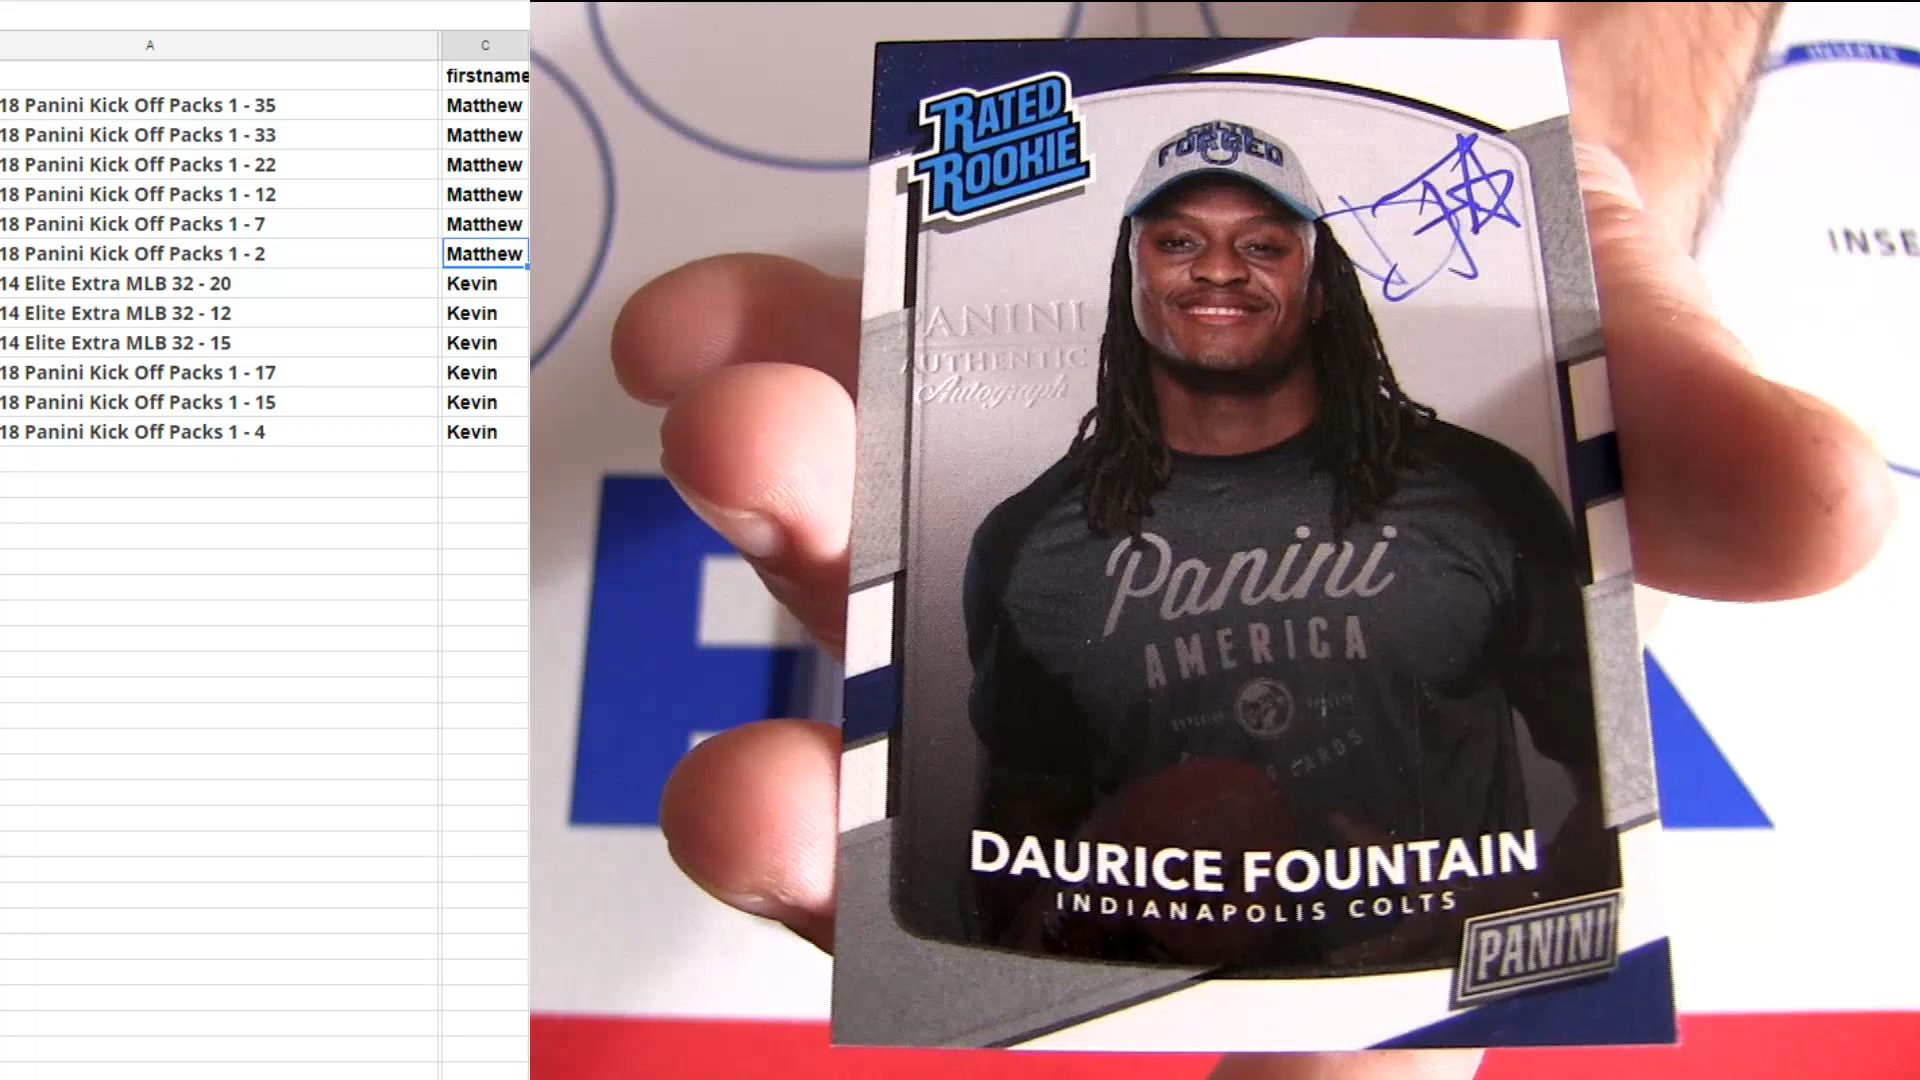 A
C
firstname
18 Panini Kick Off Packs 1 - 35
Matthew
18 Panini Kick Off Packs 1 - 33
Matthew
18 Panini Kick Off Packs 1 - 22
Matthew
18 Panini Kick Off Packs 1 - 12
Matthew
18 Panini Kick Off Packs 1 - 7
Matthew
18 Panini Kick Off Packs 1 - 2
Matthew
14 Elite Extra MLB 32 - 20
Kevin
14 Elite Extra MLB 32 - 12
Kevin
14 Elite Extra MLB 32 - 15
Kevin
18 Panini Kick Off Packs 1 - 17
Kevin
18 Panini Kick Off Packs 1 - 15
Kevin
18 Panini Kick Off Packs 1 - 4
Kevin
RATED
ROOKIE
FORGED
PANINI
AUTHENTIC
Autograph
Panini
AMERICA
CARDS
DAURICE FOUNTAIN
INDIANAPOLIS COLTS
PANINI
INSERTS
INSE